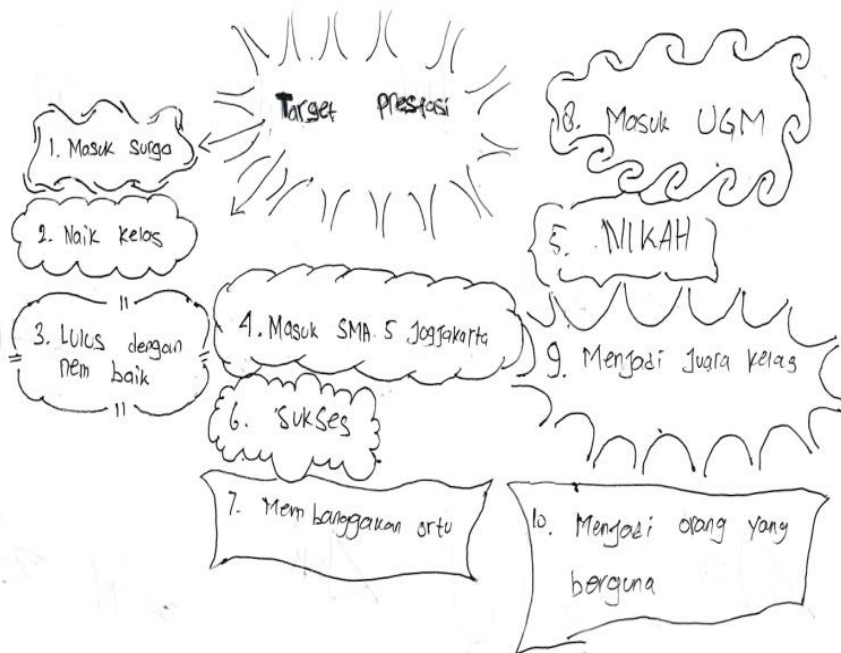 Target prestasi
1. Masuk surga
2. Naik kelas
3. Lulus dengan
nem baik
4. Masuk SMA 5 Jogjakarta
5. NIKAH
6. Sukses
7. Membanggakan ortu
8. Masuk UGM
9. Menjadi Juara kelas
10. Menjadi orang yang
berguna